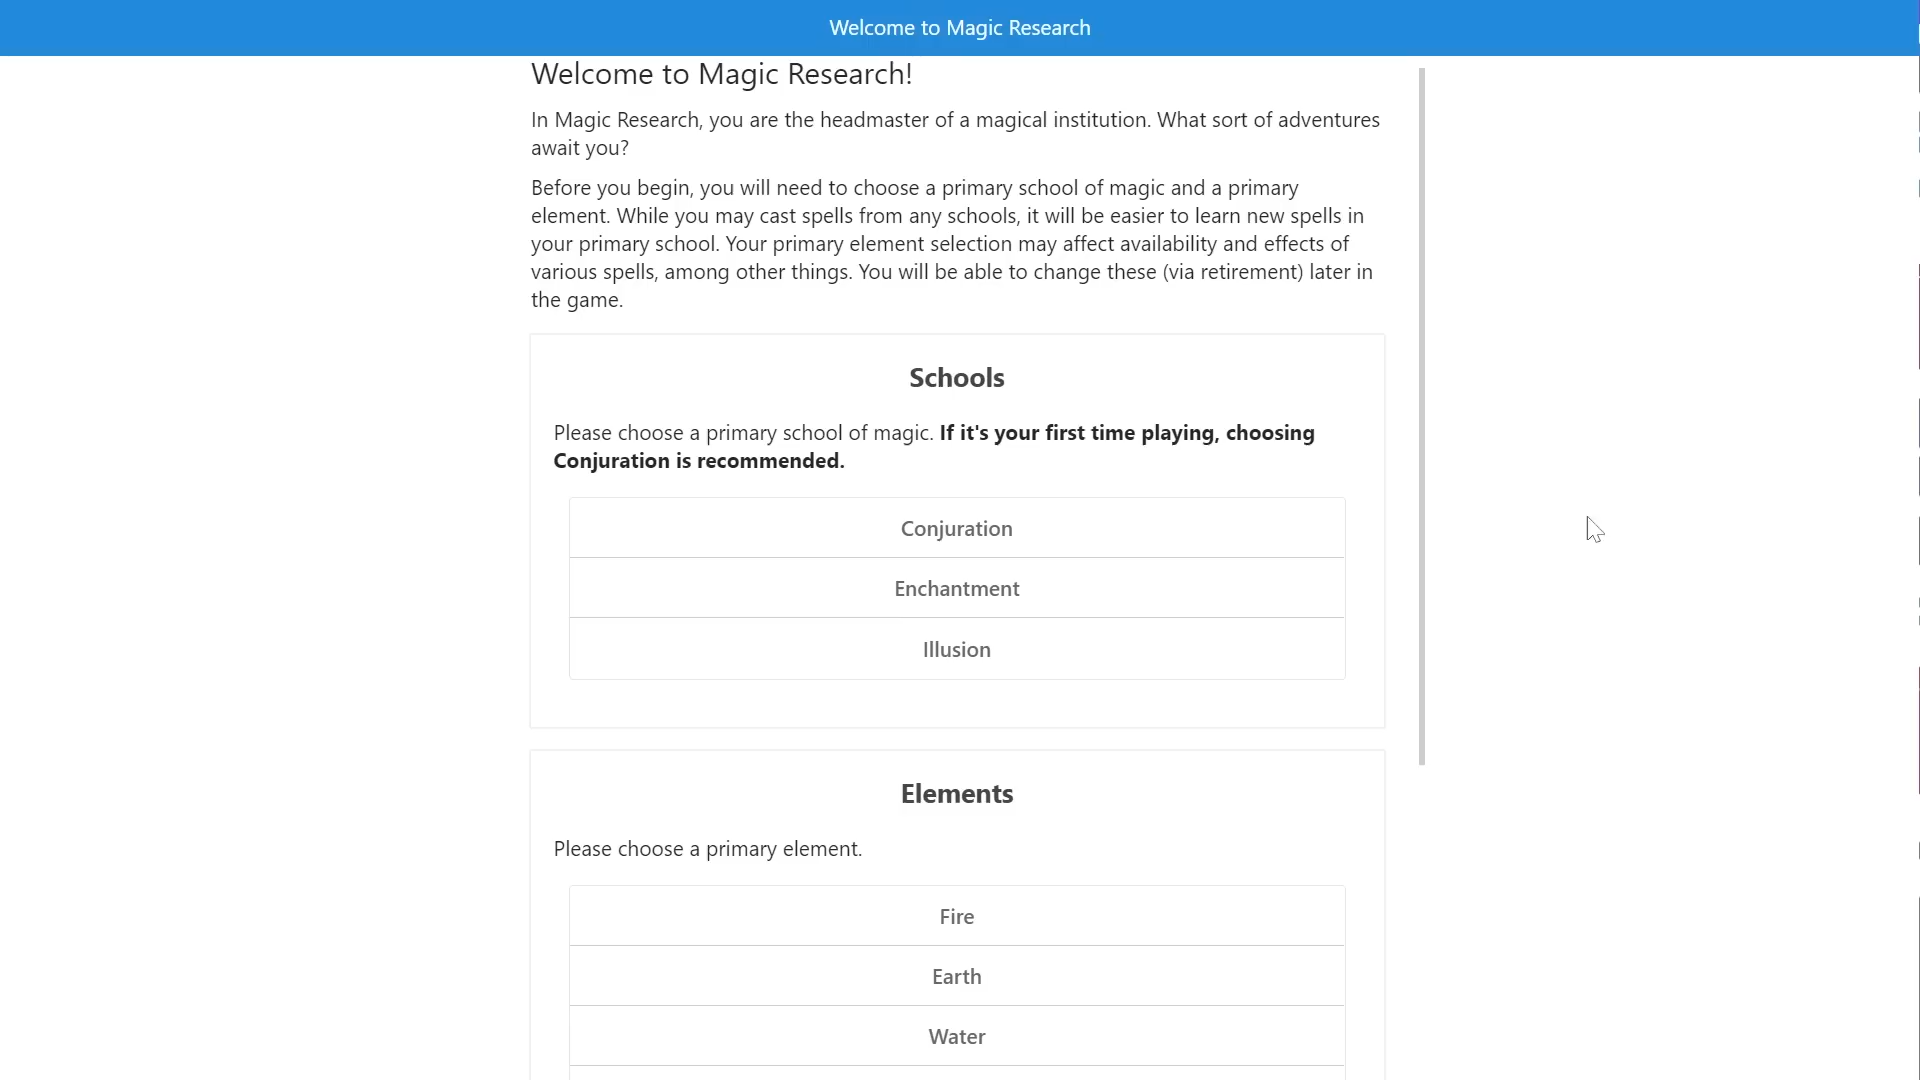 Welcome to Magic Research
Welcome to Magic Research!
In Magic Research, you are the headmaster of a magical institution. What sort of adventures
await you?
Before you begin, you will need to choose a primary school of magic and a primary
element. While you may cast spells from any schools, it will be easier to learn new spells in
your primary school. Your primary element selection may affect availability and effects of
various spells, among other things. You will be able to change these (via retirement) later in
the game.
Schools
Please choose a primary school of magic. If it's your first time playing, choosing
Conjuration is recommended.
Conjuration
Enchantment
Illusion
Elements
Please choose a primary element.
Fire
Earth
Water